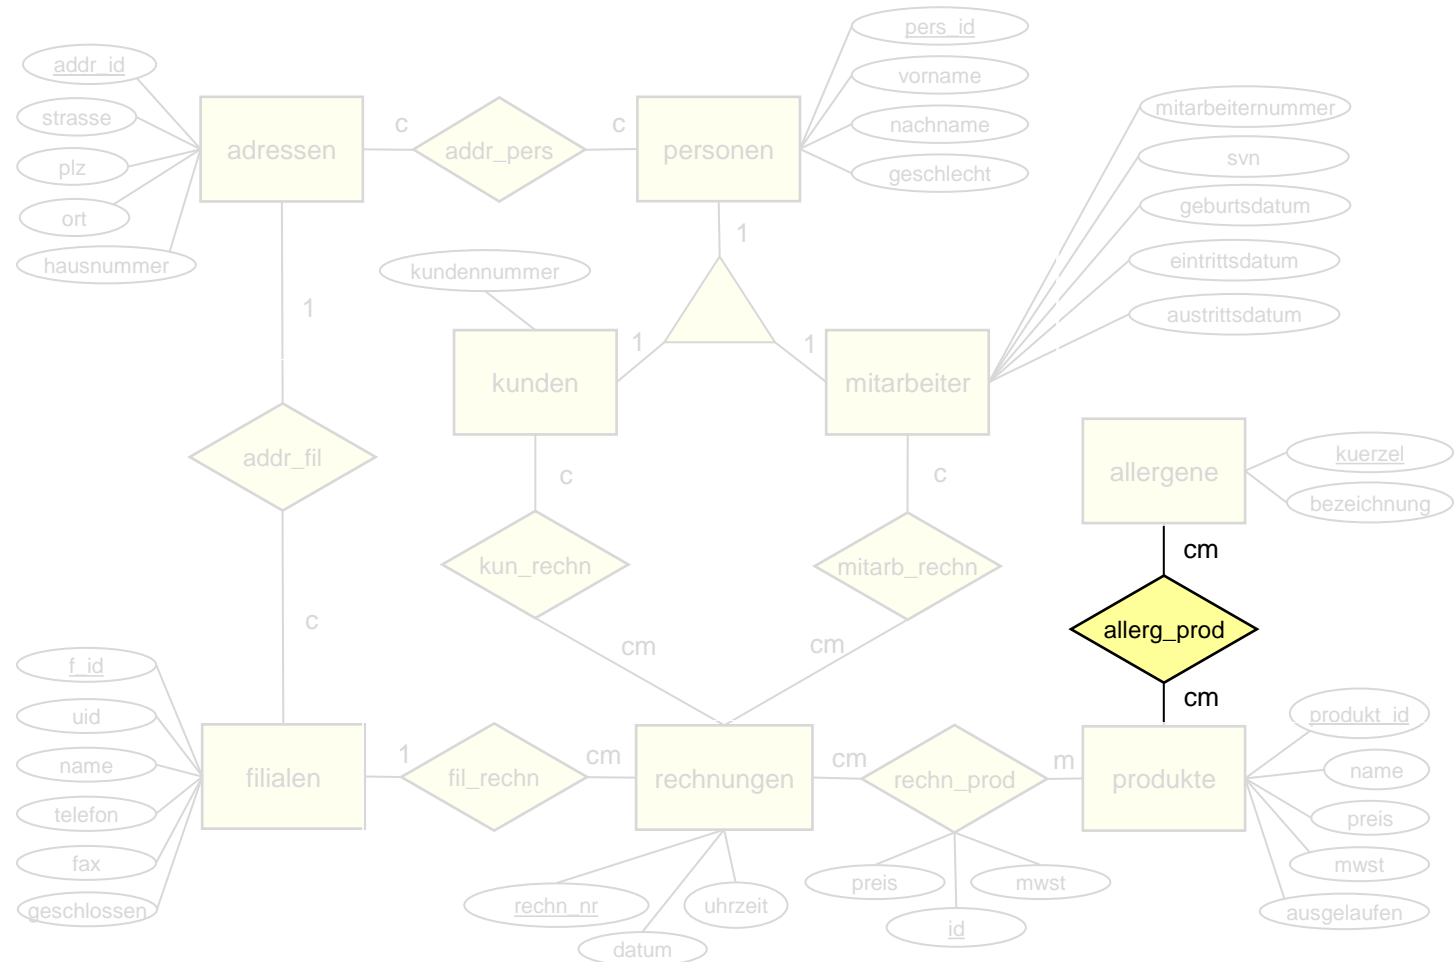 pers_id
addr_id
vorname
mitarbeiternummer
strasse
c
c
nachname
adressen
addr_pers
personen
svn
plz
geschlecht
geburtsdatum
ort
1
hausnummer
kundennummer
eintrittsdatum
1
austrittsdatum
1
1
kunden
mitarbeiter
addr_fil
kuerzel
allergene
c
c
bezeichnung
cm
kun_rechn
mitarb_rechn
c
allerg_prod
cm
cm
f_id
cm
uid
produkt_id
1
cm
cm
m
name
filialen
fil_rechn
rechnungen
rechn_prod
produkte
name
telefon
preis
fax
mwst
preis
mwst
geschlossen
rechn_nr
uhrzeit
ausgelaufen
id
datum